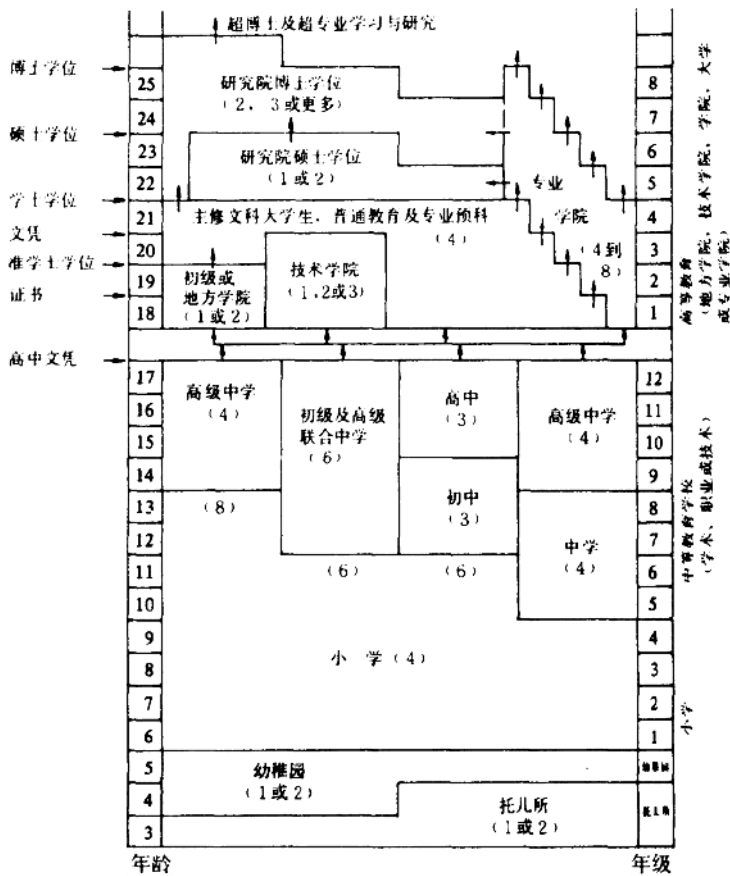 超博士及超专业学习与研究
博士学位
25
研究院博士学位
8
(2,3或更多)
24
7
硕士学位
23
研究院硕士学位
6
22
(1或2)
专业
5
学士学位
21
主修文科大学生、普通教育及专业预科
4
文凭
(4)
学院
20
技术学院
(4到
3
准学士学位
8)
19
初级或
(1,2或3)
2
地方学院
证书
18
(1或2)
1
高等教育
(地方学院,技术学院,学院,大学
或专业学院)
高中文凭
17
高级中学
高中
12
16
(4)
初级及高级
(3)
高级中学
11
联合中学
15
(6)
(4)
10
14
9
13
(8)
初中
8
(3)
12
中学
7
11
(6)
(6)
(4)
6
10
5
中等教育学校
(学术、职业或技术)
9
4
小 学(4)
8
3
7
2
6
1
小学
5
幼稚园
幼稚园
4
(1或2)
托儿所
托儿所
3
(1或2)
年龄
年级